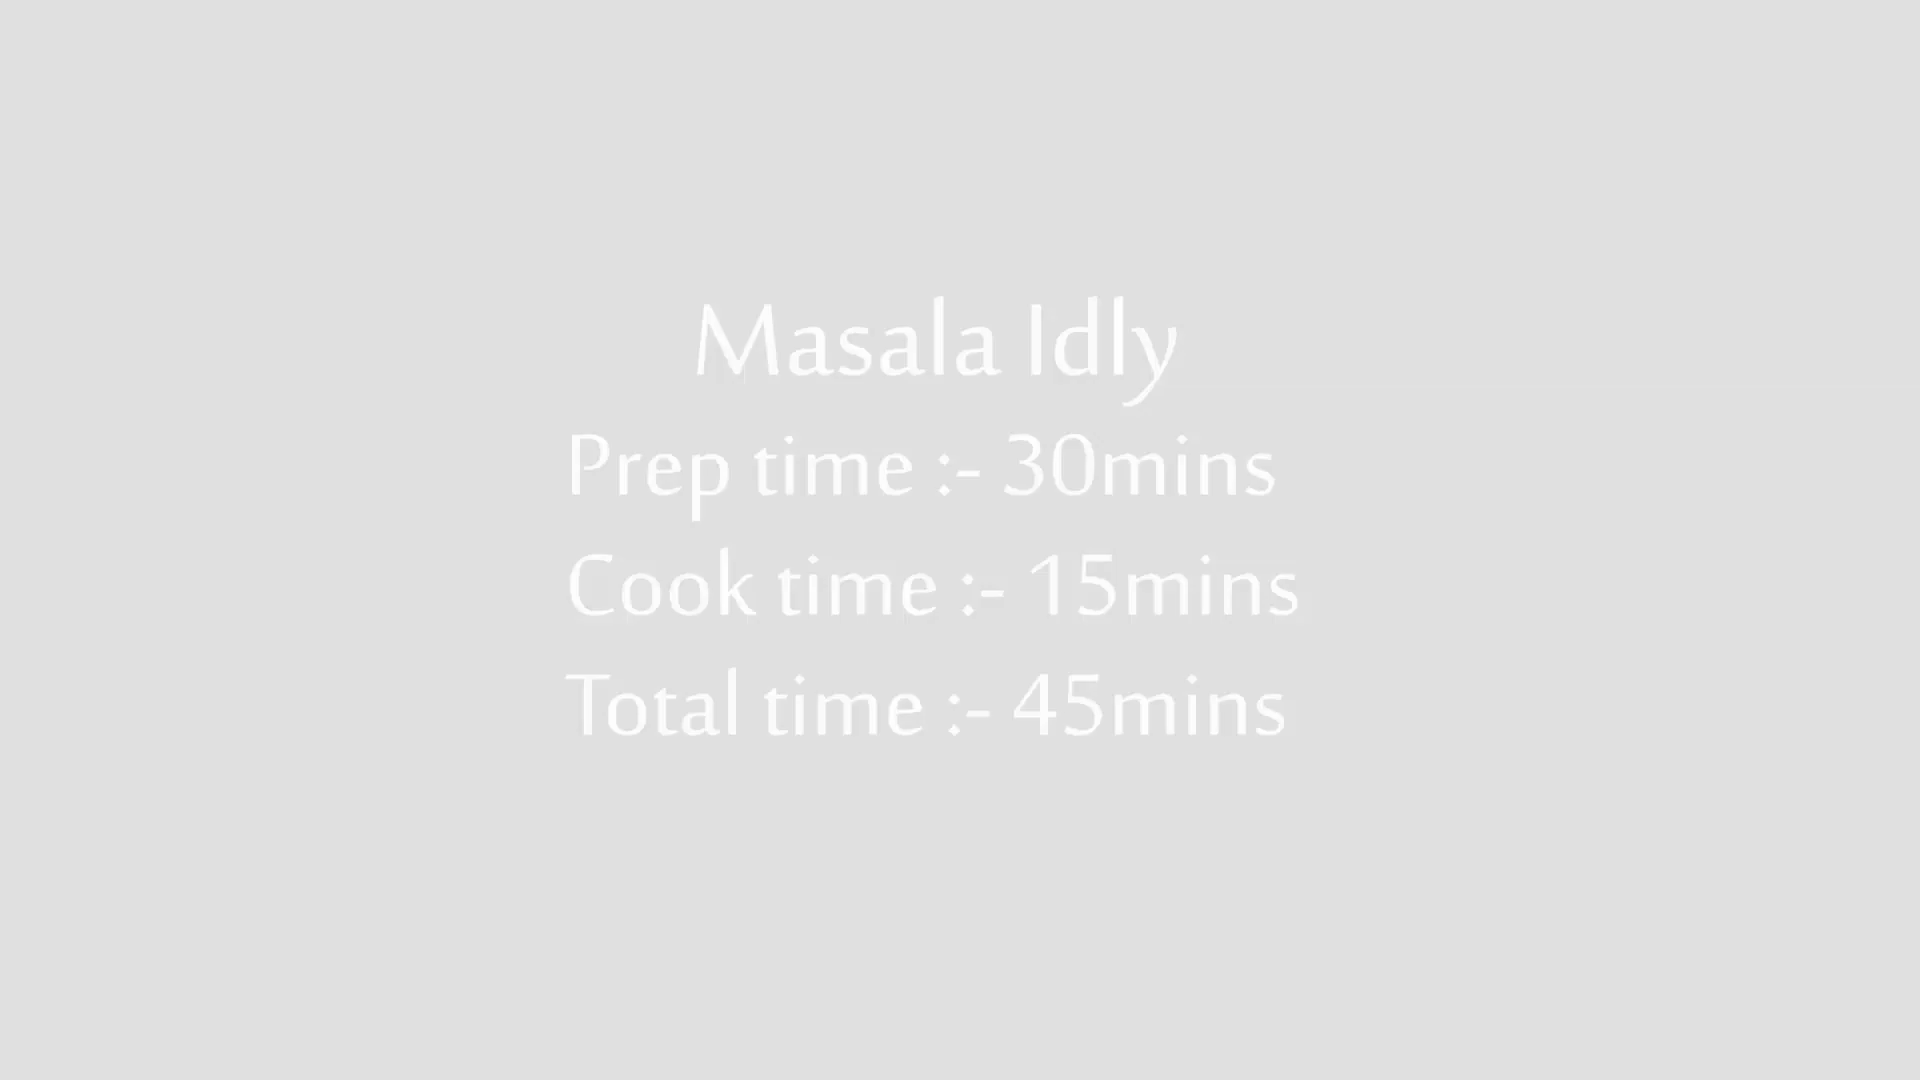 Masala Idly
Prep time :- 30mins
Cook time :- 15mins
Total time :- 45mins